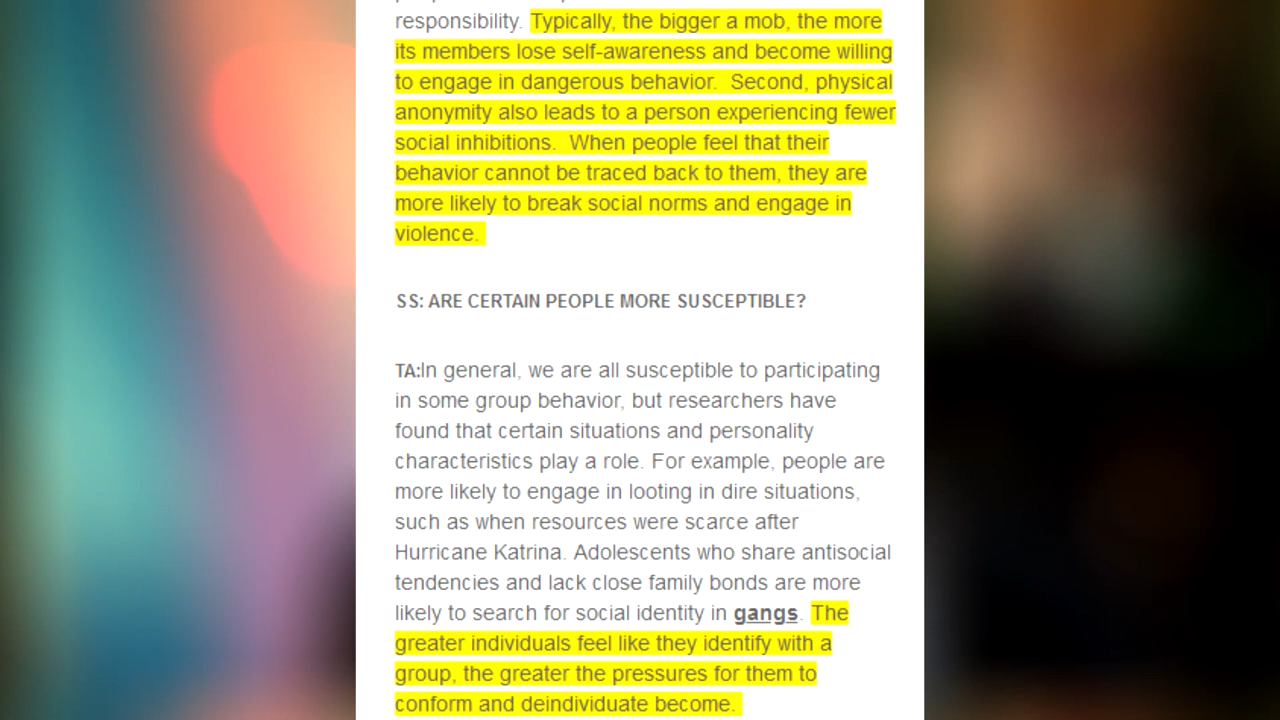 responsibility. Typically, the bigger a mob, the more
its members lose self-awareness and become willing
to engage in dangerous behavior.  Second, physical
anonymity also leads to a person experiencing fewer
social inhibitions.  When people feel that their
behavior cannot be traced back to them, they are
more likely to break social norms and engage in
violence.
SS: ARE CERTAIN PEOPLE MORE SUSCEPTIBLE?
TA:In general, we are all susceptible to participating
in some group behavior, but researchers have
found that certain situations and personality
characteristics play a role. For example, people are
more likely to engage in looting in dire situations,
such as when resources were scarce after
Hurricane Katrina. Adolescents who share antisocial
tendencies and lack close family bonds are more
likely to search for social identity in gangs. The
greater individuals feel like they identify with a
group, the greater the pressures for them to
conform and deindividuate become.